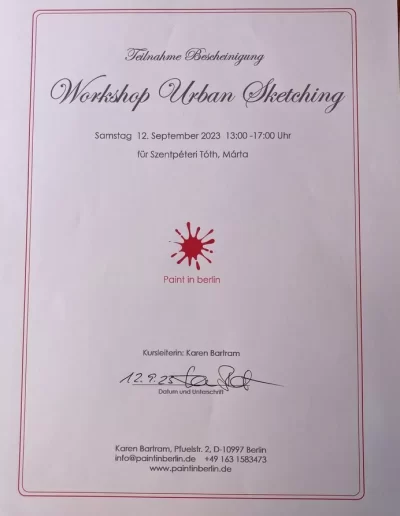 Teilnahme Bescheinigung
Workshop Urban Sketching
Samstag 12. September 2023 13:00 -17:00 Uhr
für Szentpéteri Tóth, Márta
Paint in berlin
Kursleiterin: Karen Bartram
12.9.23
Datum und Unterschrift
Karen Bartram, Pfuelstr. 2, D-10997 Berlin
info@paintinberlin.de +49 163 1583473
www.paintinberlin.de